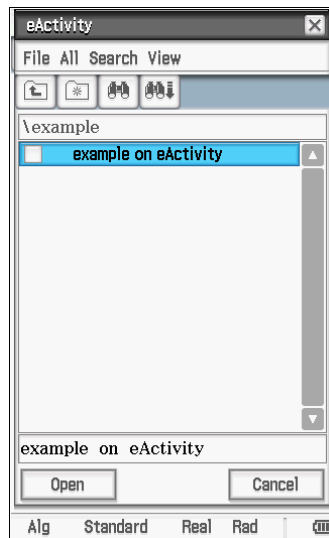 eActivity
File All Search View
\example
example on eActivity
example on eActivity
Open Cancel
Alg Standard Real Rad